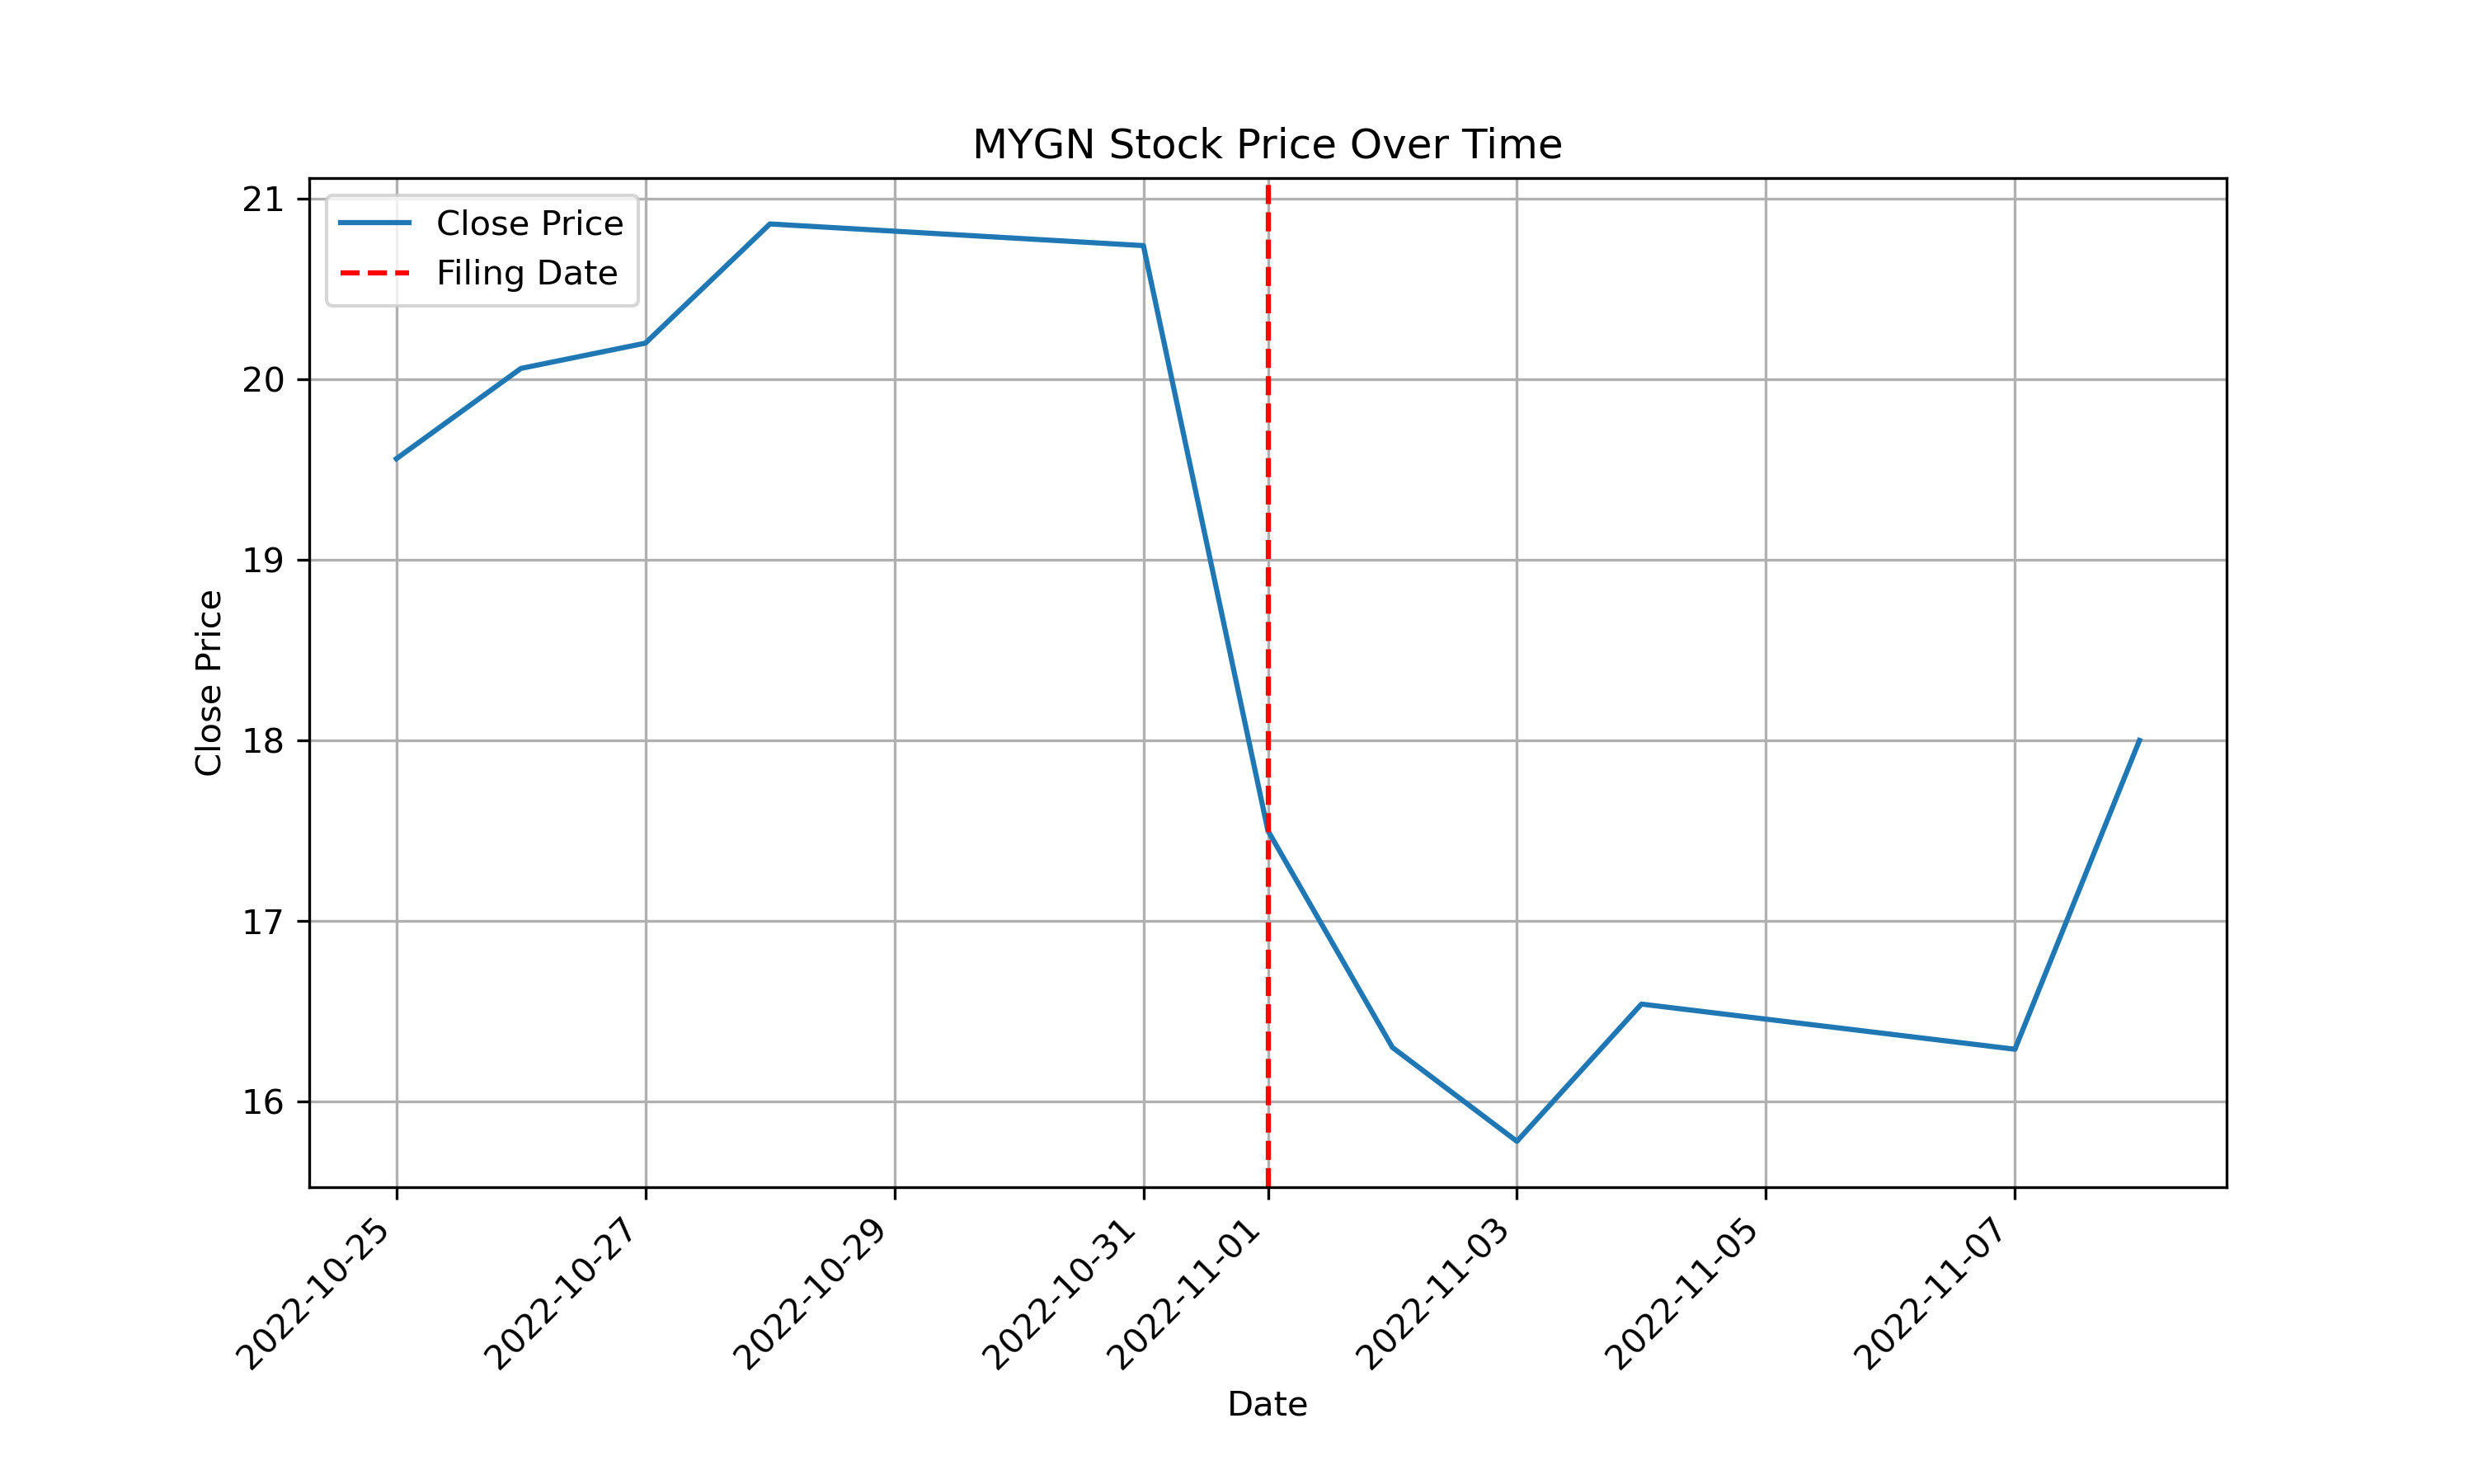 MYGN Stock Price Over Time
Close Price
Filing Date
21
20
19
18
17
16
Close Price
2022-10-25
2022-10-27
2022-10-29
2022-10-31
2022-11-01
2022-11-03
2022-11-05
2022-11-07
Date